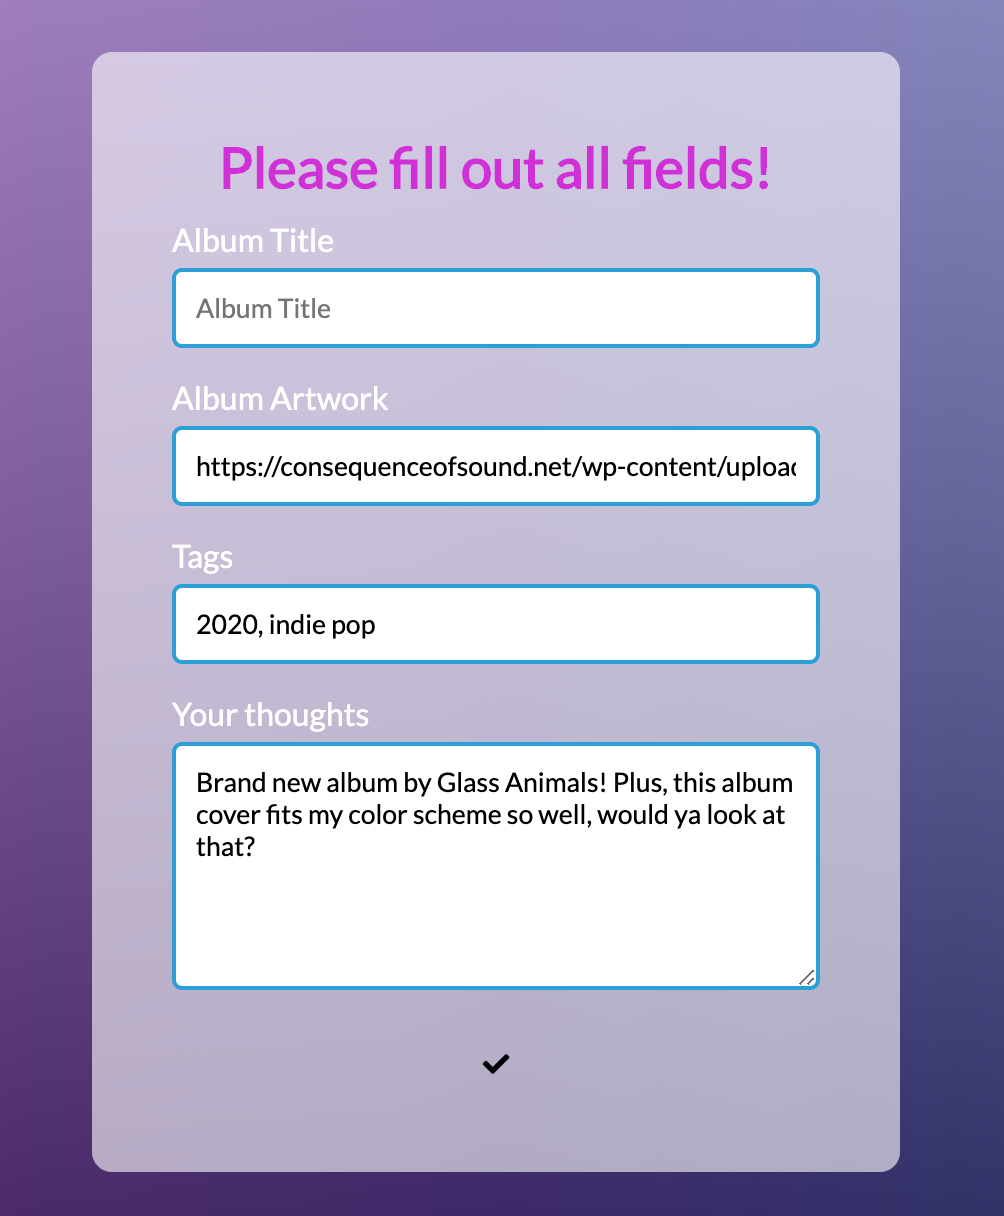 Please fill out all fields!
Album Title
Album Title
Album Artwork
https://consequenceofsound.net/wp-content/uploac
Tags
2020, indie pop
Your thoughts
Brand new album by Glass Animals! Plus, this album
cover fits my color scheme so well, would ya look at
that?